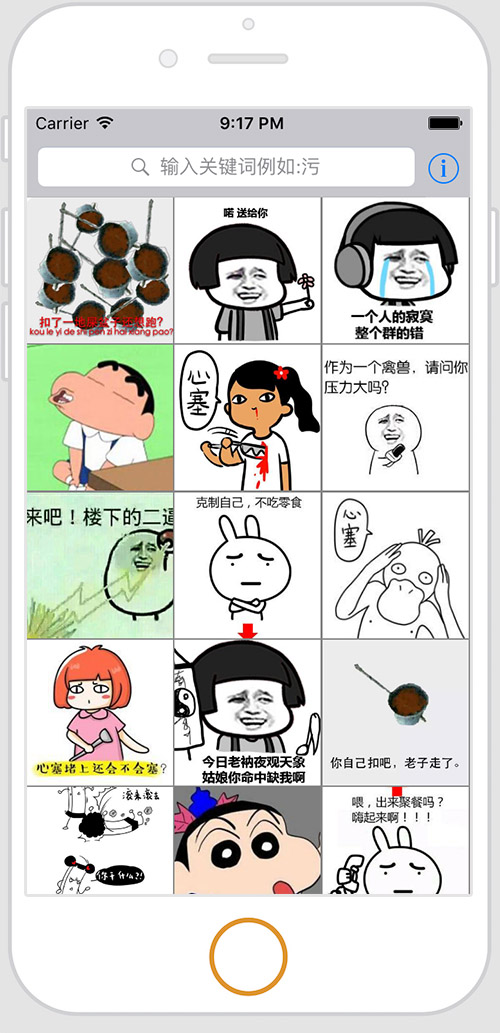 Carrier
9:17 PM
输入关键词例如:污
喏 送给你
扣了一地屎盆子还想跑?
kou le yi de shi pen zi hai xiang pao?
一个人的寂寞
整个群的错
心塞
作为一个禽兽，请问你
压力大吗?
来吧！楼下的二逼
克制自己，不吃零食
心塞
心塞堵上还会不会塞?
今日老衲夜观天象
姑娘你命中缺我啊
你自己扣吧，老子走了。
滚来滚去
你干什么?!
喂，出来聚餐吗？
嗨起来啊！！！